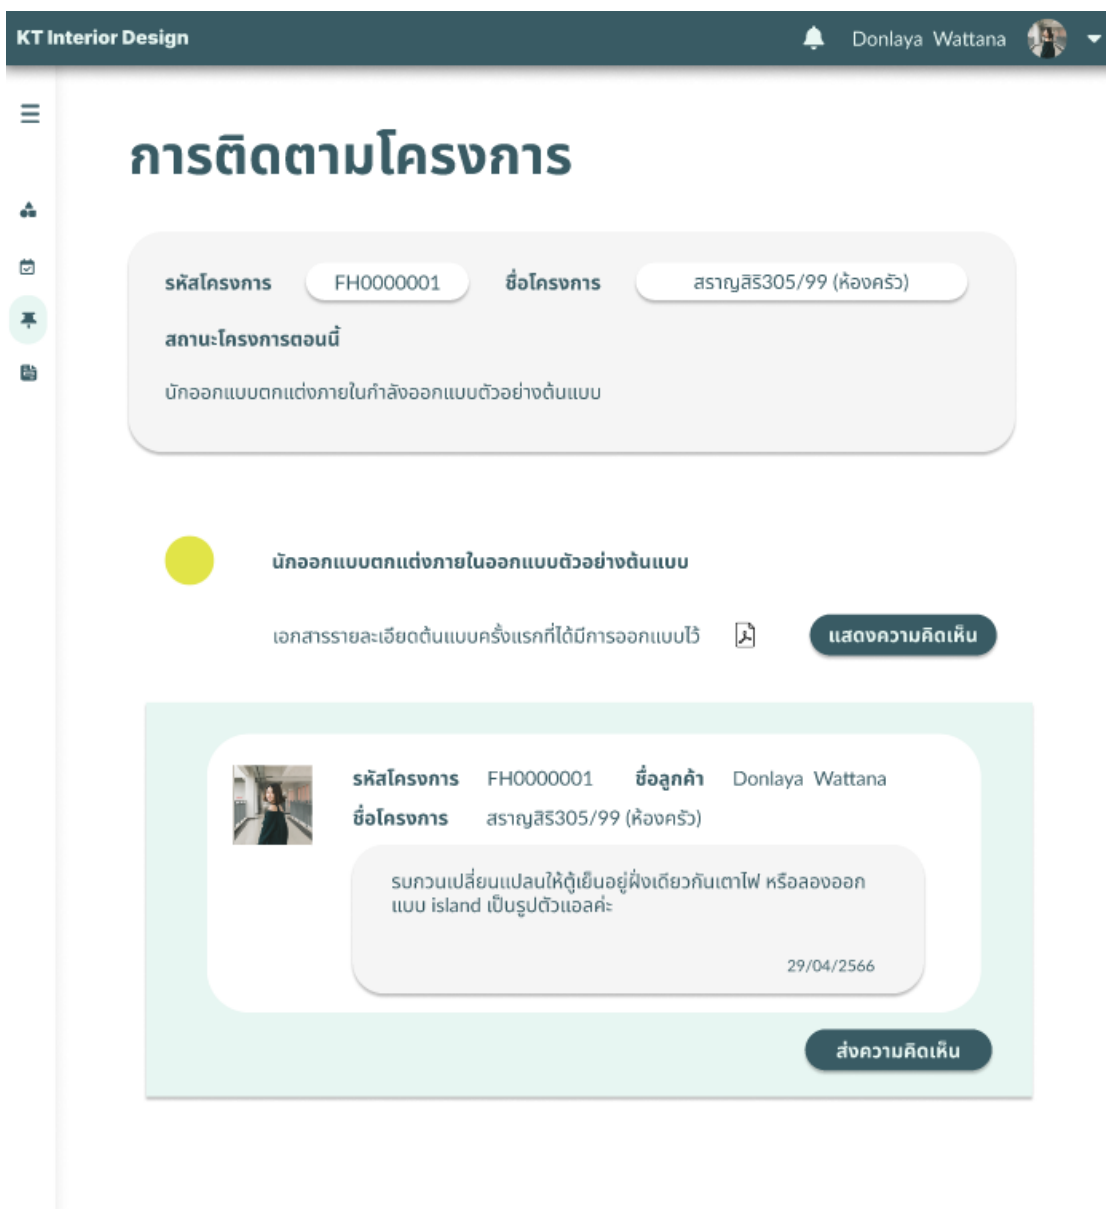 KT Interior Design
Donlaya Wattana
การติดตามโครงการ
รหัสโครงการ FH0000001 ชื่อโครงการ สราญสิริ305/99 (ห้องครัว)
สถานะโครงการตอนนี้
นักออกแบบตกแต่งภายในกำลังออกแบบตัวอย่างต้นแบบ
นักออกแบบตกแต่งภายในออกแบบตัวอย่างต้นแบบ
เอกสารรายละเอียดต้นแบบครั้งแรกที่ได้มีการออกแบบไว้ แสดงความคิดเห็น
รหัสโครงการ FH0000001 ชื่อลูกค้า Donlaya Wattana
ชื่อโครงการ สราญสิริ305/99 (ห้องครัว)
รบกวนเปลี่ยนแปลนให้ตู้เย็นอยู่ฝั่งเดียวกันเตาไฟ หรือลองออก
แบบ island เป็นรูปตัวแอลค่ะ
29/04/2566
ส่งความคิดเห็น